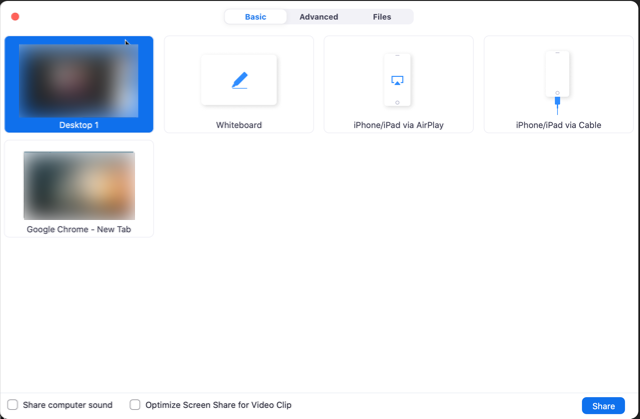 Basic Advanced Files
Desktop 1 Whiteboard iPhone/iPad via AirPlay iPhone/iPad via Cable
Google Chrome - New Tab
Share computer sound Optimize Screen Share for Video Clip Share